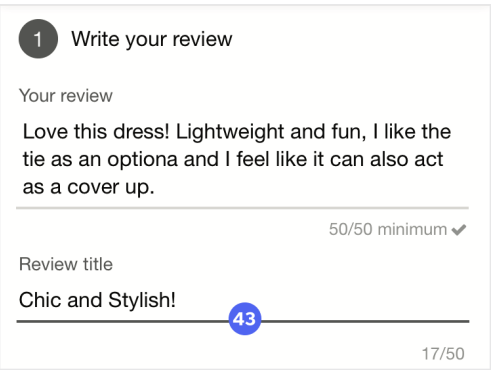 1 Write your review
Your review
Love this dress! Lightweight and fun, I like the
tie as an optiona and I feel like it can also act
as a cover up.
50/50 minimum
Review title
Chic and Stylish!
43
17/50